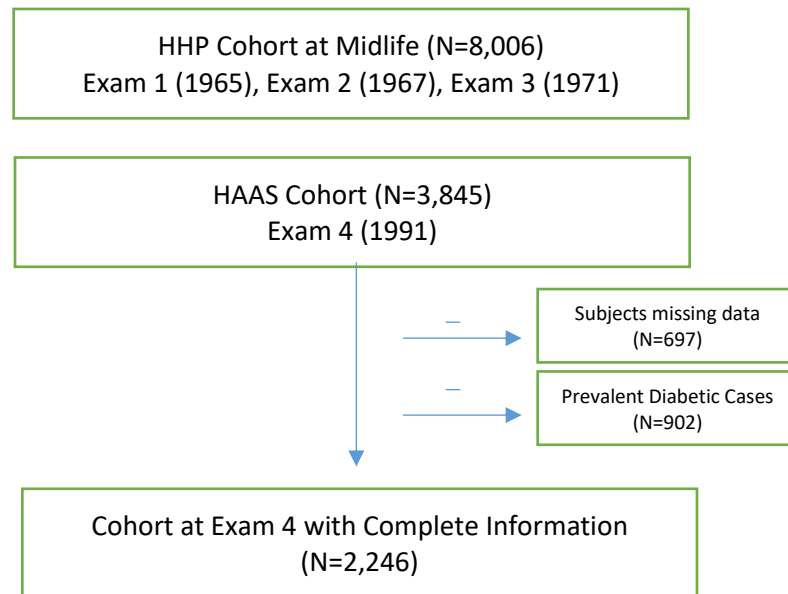 HHP Cohort at Midlife (N=8,006)
Exam 1 (1965), Exam 2 (1967), Exam 3 (1971)
HAAS Cohort (N=3,845)
Exam 4 (1991)
Subjects missing data
(N=697)
Prevalent Diabetic Cases
(N=902)
Cohort at Exam 4 with Complete Information
(N=2,246)